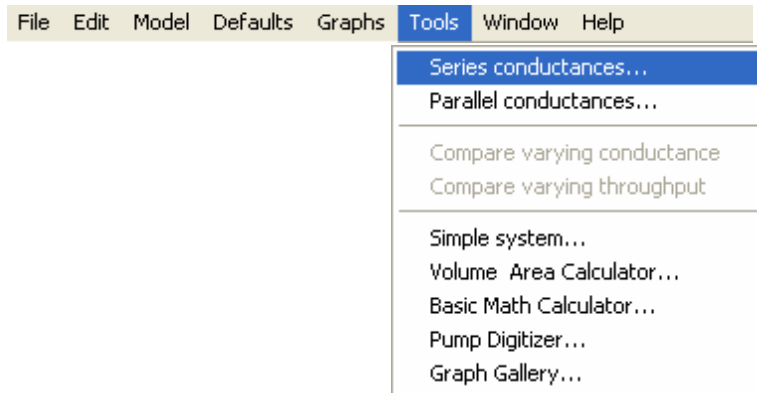 File Edit Model Defaults Graphs Tools Window Help
Series conductances...
Parallel conductances...
Compare varying conductance
Compare varying throughput
Simple system...
Volume Area Calculator...
Basic Math Calculator...
Pump Digitizer...
Graph Gallery...